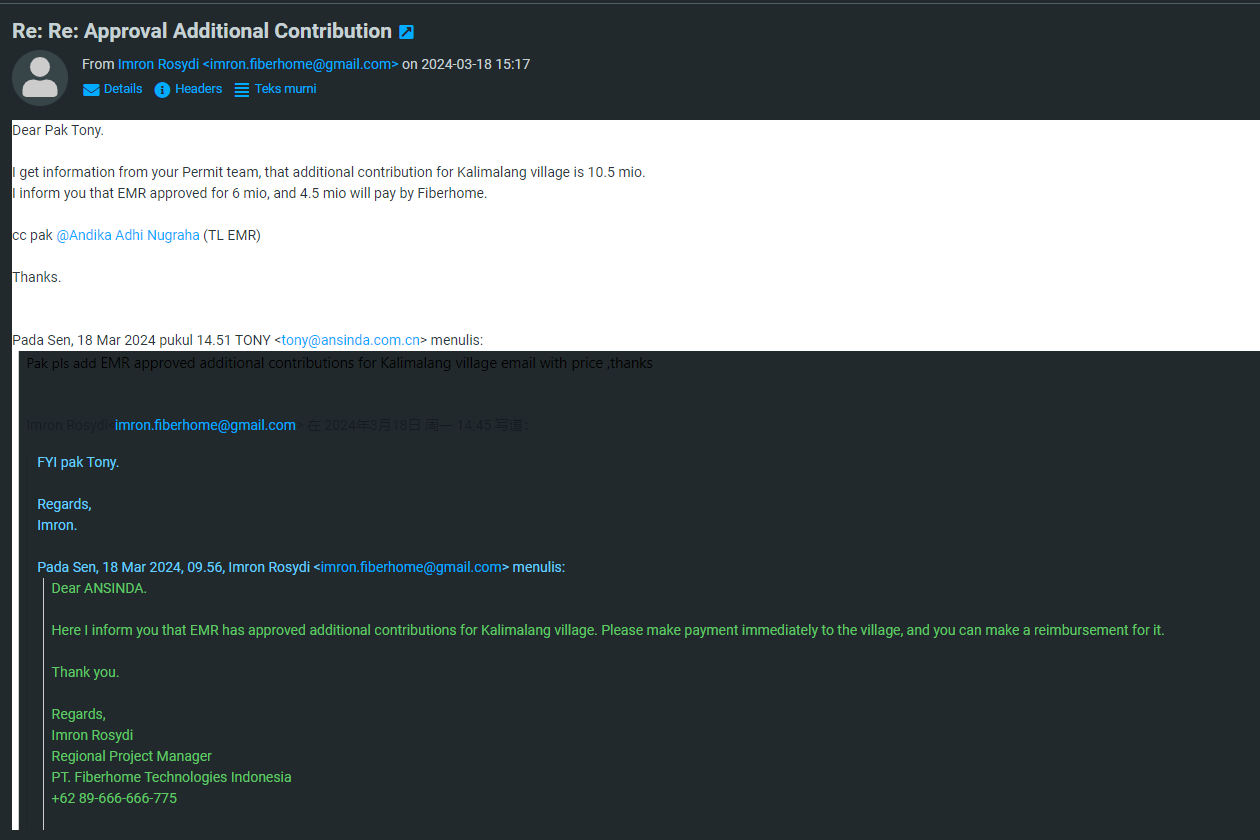 Re: Re: Approval Additional Contribution
From Imron Rosydi <imron.fiberhome@gmail.com> on 2024-03-18 15:17
Details Headers Teks murni
Dear Pak Tony.
I get information from your Permit team, that additional contribution for Kalimalang village is 10.5 mio.
I inform you that EMR approved for 6 mio, and 4.5 mio will pay by Fiberhome.
cc pak @Andika Adhi Nugraha (TL EMR)
Thanks.
Pada Sen, 18 Mar 2024 pukul 14.51 TONY <tony@ansinda.com.cn> menulis:
Pak pls add EMR approved additional contributions for Kalimalang village email with price ,thanks
Imron Rosydi<imron.fiberhome@gmail.com> 在 2024年3月18日 周一 14:45 写道：
FYI pak Tony.
Regards,
Imron.
Pada Sen, 18 Mar 2024, 09.56, Imron Rosydi <imron.fiberhome@gmail.com> menulis:
Dear ANSINDA.
Here I inform you that EMR has approved additional contributions for Kalimalang village. Please make payment immediately to the village, and you can make a reimbursement for it.
Thank you.
Regards,
Imron Rosydi
Regional Project Manager
PT. Fiberhome Technologies Indonesia
+62 89-666-666-775